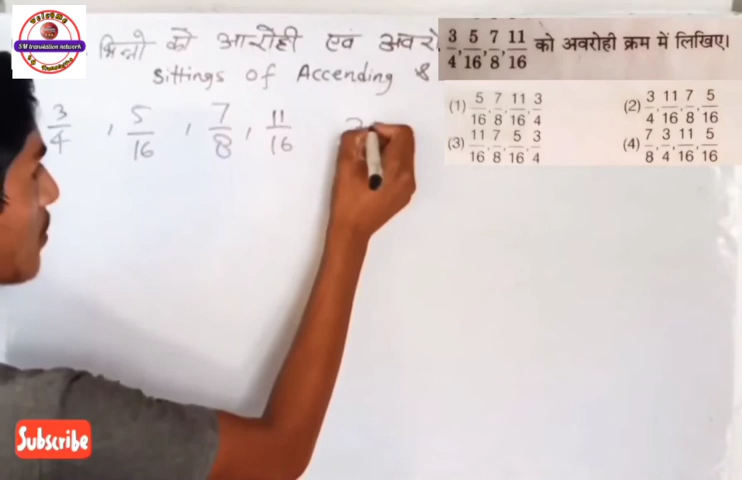 Welcome
SM translation network
भिन्नो को आरोही एवं अवरो
Sittings of Accending &
3/4 , 5/16 , 7/8 , 11/16
3/4, 5/16, 7/8, 11/16 को अवरोही क्रम में लिखिए।
(1) 5/16, 7/8, 11/16, 3/4 (2) 3/4, 11/16, 7/8, 5/16
(3) 11/16, 7/8, 5/16, 3/4 (4) 7/8, 3/4, 11/16, 5/16
Subscribe